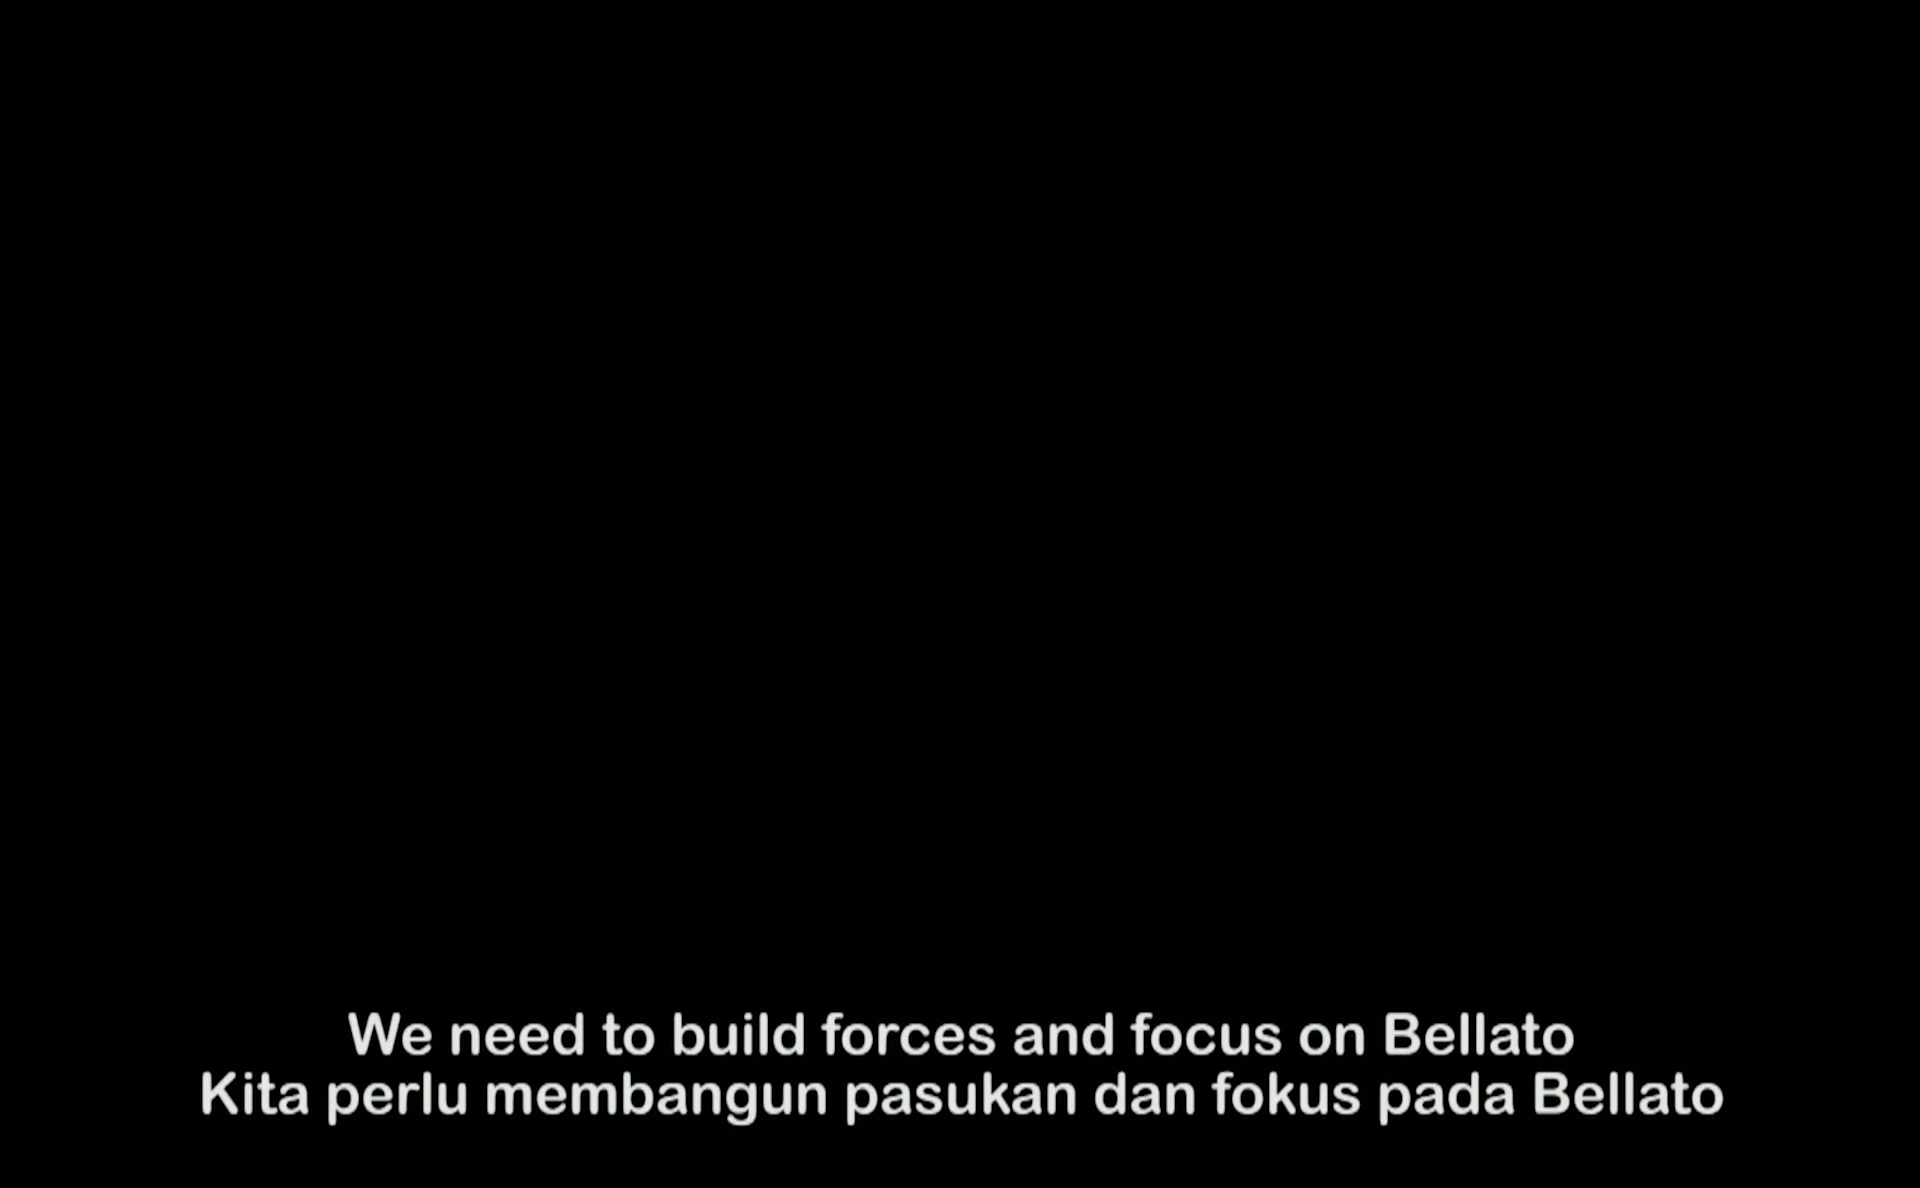 We need to build forces and focus on Bellato
Kita perlu membangun pasukan dan fokus pada Bellato